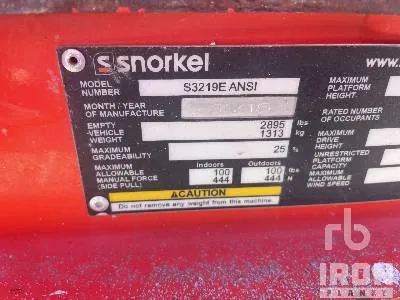 snorkel
www.
MODEL NUMBER
S3219E ANSI
MONTH / YEAR OF MANUFACTURE
EMPTY VEHICLE WEIGHT
2895 lbs
1313 kg
MAXIMUM GRADEABILITY
25 %
Indoors Outdoors
MAXIMUM ALLOWABLE MANUAL FORCE (SIDE PULL)
100 100 lbs
444 444 N
CAUTION
Do not remove any weight from this machine.
MAXIMUM PLATFORM HEIGHT
RATED NUMBER OF OCCUPANTS
MAXIMUM DRIVE HEIGHT
UNRESTRICTED PLATFORM CAPACITY
MAXIMUM ALLOWABLE WIND SPEED
rb
IRON
PLANET